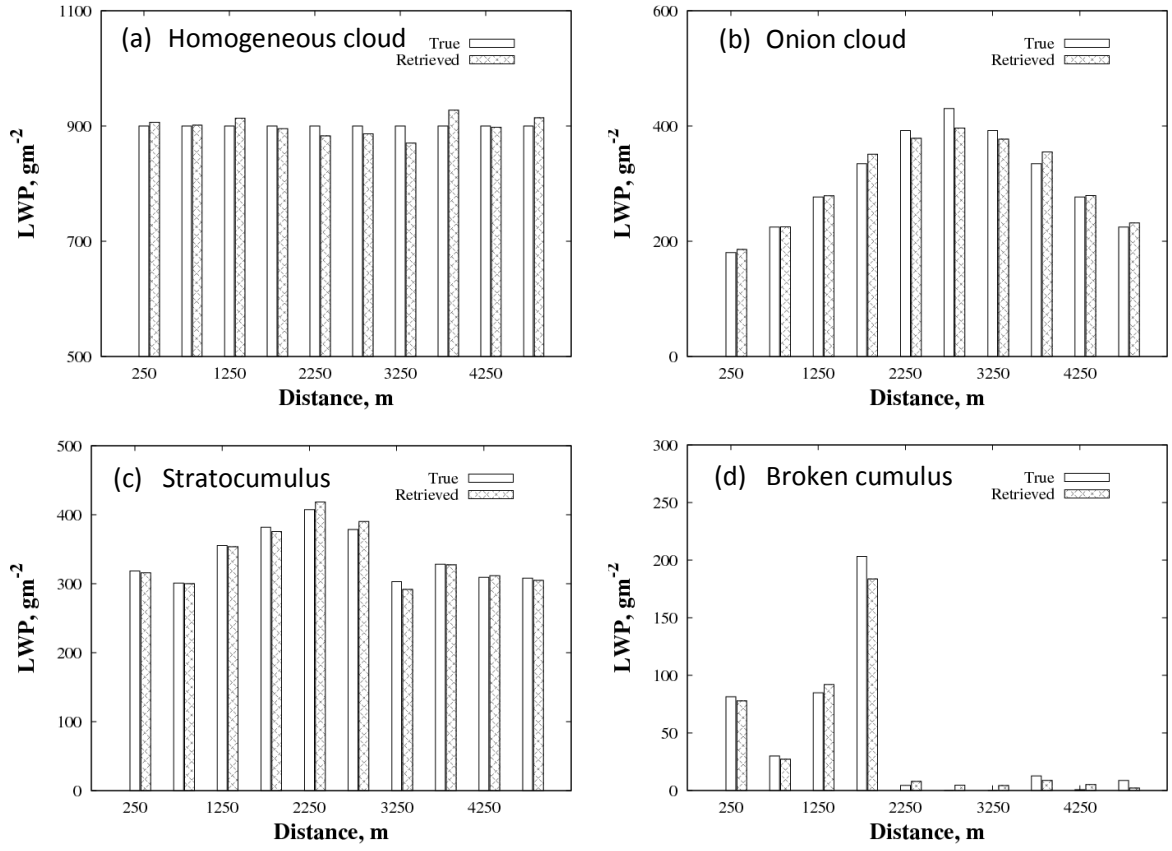 (a) Homogeneous cloud
True
Retrieved
1100
900
700
500
LWP, gm-2
250 1250 2250 3250 4250
Distance, m
(b) Onion cloud
True
Retrieved
600
400
200
0
LWP, gm-2
250 1250 2250 3250 4250
Distance, m
(c) Stratocumulus
True
Retrieved
500
400
300
200
100
0
LWP, gm-2
250 1250 2250 3250 4250
Distance, m
(d) Broken cumulus
True
Retrieved
300
250
200
150
100
50
0
LWP, gm-2
250 1250 2250 3250 4250
Distance, m